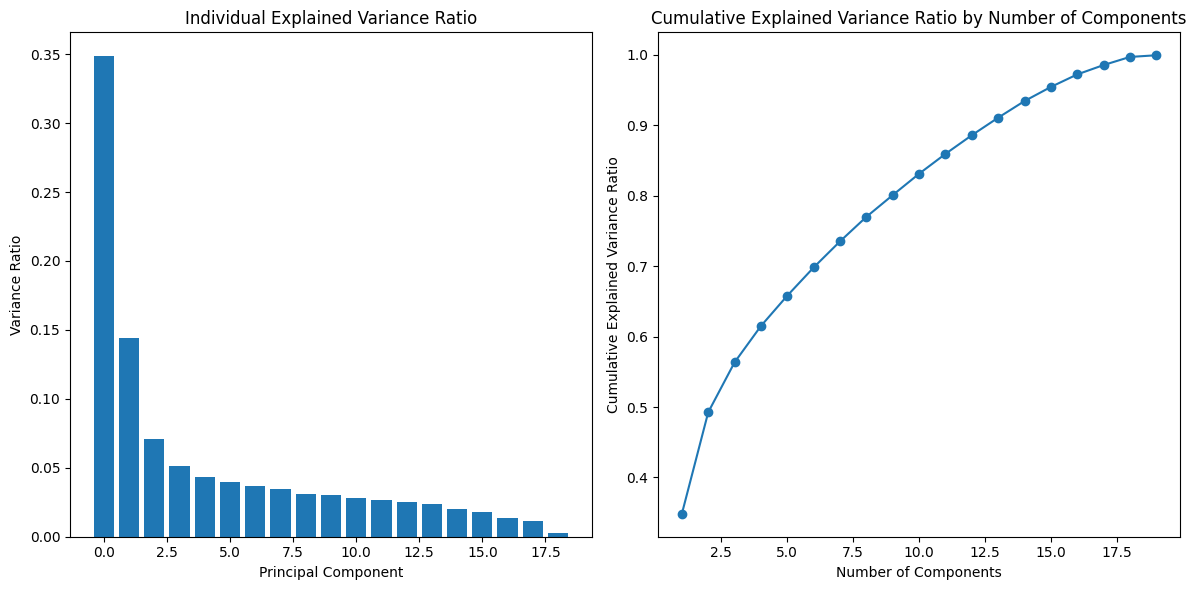 Individual Explained Variance Ratio
Variance Ratio
0.35
0.30
0.25
0.20
0.15
0.10
0.05
0.00
0.0 2.5 5.0 7.5 10.0 12.5 15.0 17.5
Principal Component
Cumulative Explained Variance Ratio by Number of Components
Cumulative Explained Variance Ratio
1.0
0.9
0.8
0.7
0.6
0.5
0.4
2.5 5.0 7.5 10.0 12.5 15.0 17.5
Number of Components